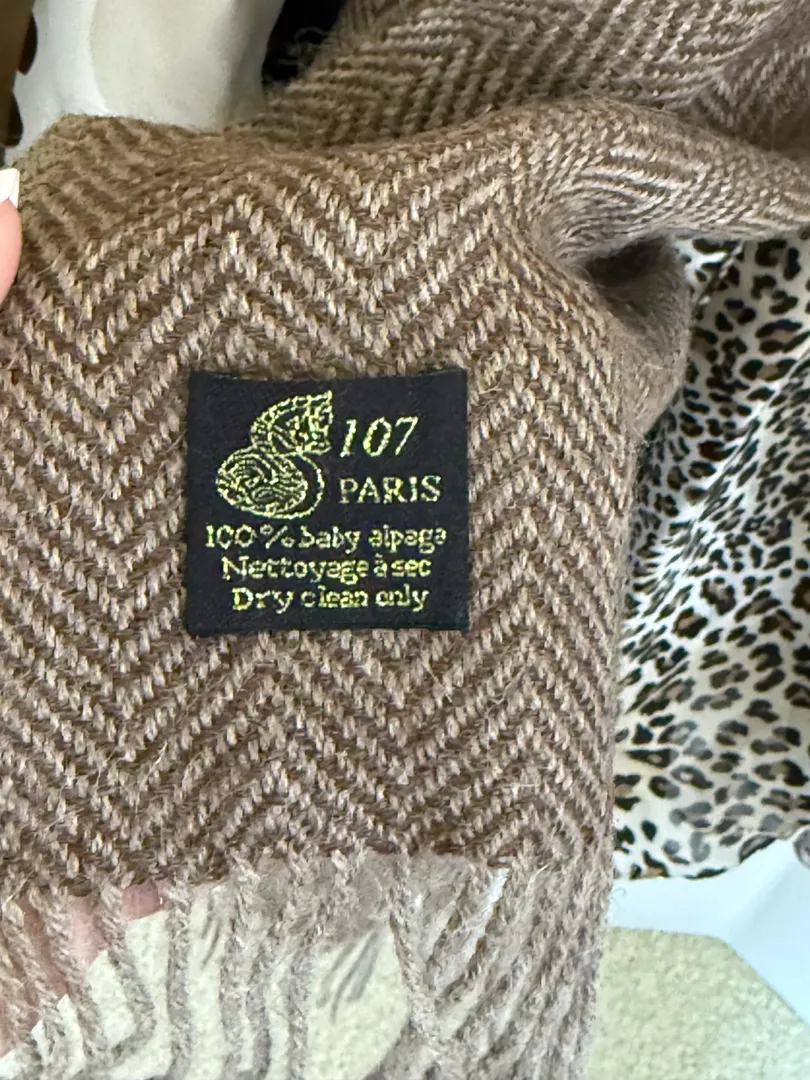 107
PARIS
100% baby alpaga
Nettoyage à sec
Dry clean only